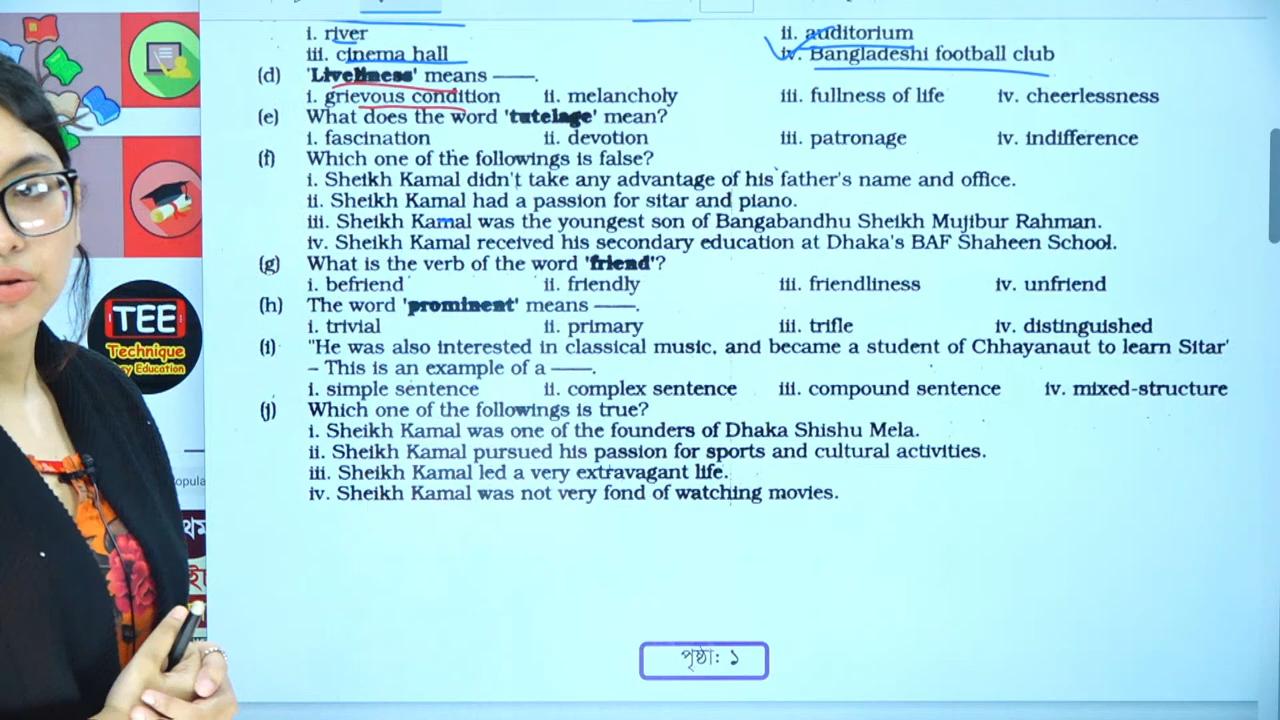 i. river ii. auditorium
iii. cinema hall iv. Bangladeshi football club
(d) 'Liveliness' means ——.
i. grievous condition ii. melancholy iii. fullness of life iv. cheerlessness
(e) What does the word 'tutelage' mean?
i. fascination ii. devotion iii. patronage iv. indifference
(f) Which one of the followings is false?
i. Sheikh Kamal didn't take any advantage of his father's name and office.
ii. Sheikh Kamal had a passion for sitar and piano.
iii. Sheikh Kamal was the youngest son of Bangabandhu Sheikh Mujibur Rahman.
iv. Sheikh Kamal received his secondary education at Dhaka's BAF Shaheen School.
(g) What is the verb of the word 'friend'?
i. befriend ii. friendly iii. friendliness iv. unfriend
(h) The word 'prominent' means ——.
i. trivial ii. primary iii. trifle iv. distinguished
(i) "He was also interested in classical music, and became a student of Chhayanaut to learn Sitar'
– This is an example of a ——.
i. simple sentence ii. complex sentence iii. compound sentence iv. mixed-structure
(j) Which one of the followings is true?
i. Sheikh Kamal was one of the founders of Dhaka Shishu Mela.
ii. Sheikh Kamal pursued his passion for sports and cultural activities.
iii. Sheikh Kamal led a very extravagant life.
iv. Sheikh Kamal was not very fond of watching movies.
TEE
Technique
Education
পৃষ্ঠা: ১